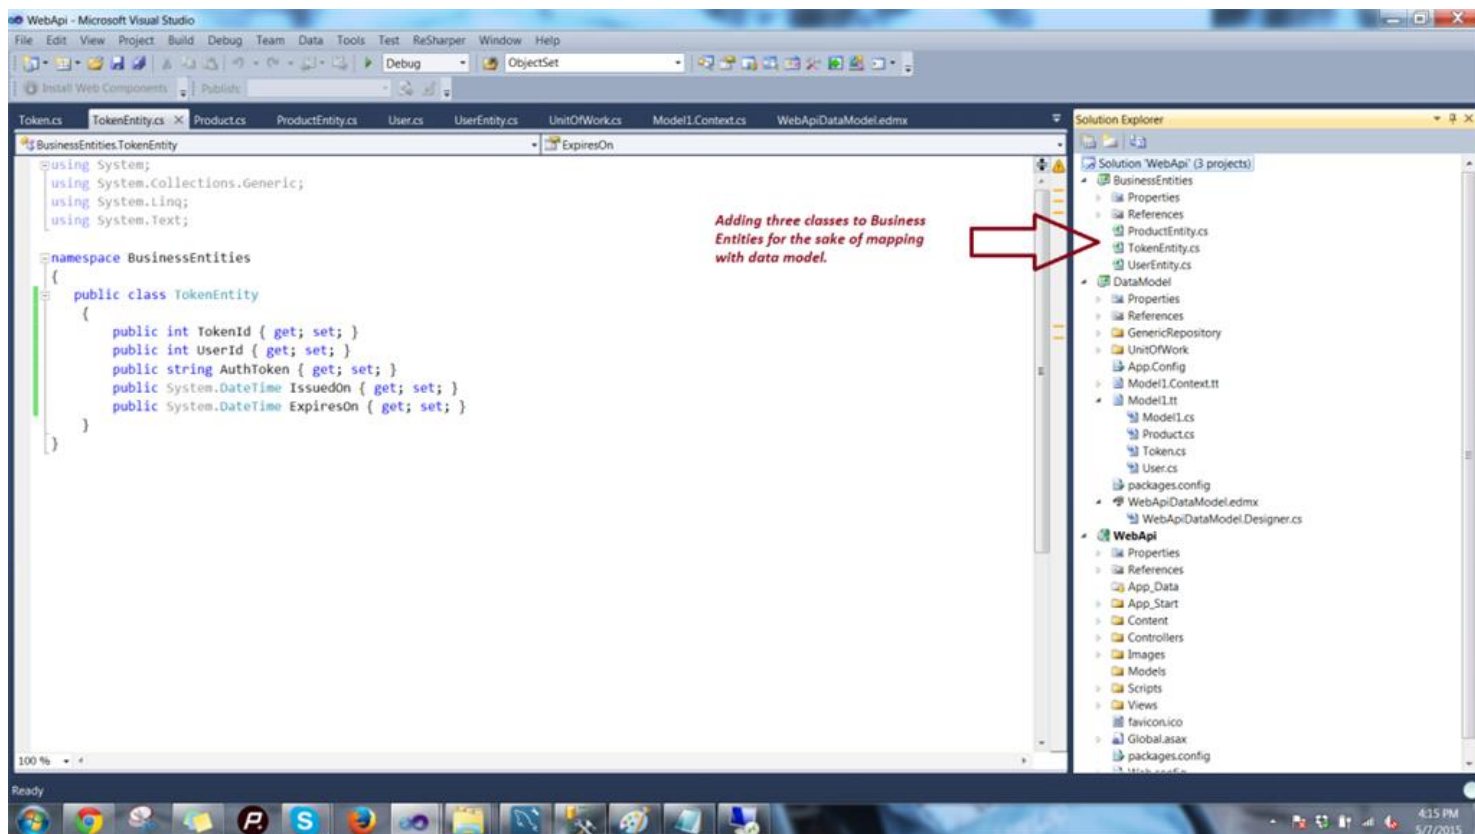 WebApi - Microsoft Visual Studio
File Edit View Project Build Debug Team Data Tools Test ReSharper Window Help
Debug ObjectSet
Install Web Components Publish:
Token.cs TokenEntity.cs Product.cs ProductEntity.cs User.cs UserEntity.cs UnitOfWork.cs Model1.Context.cs WebApiDataModel.edmx
BusinessEntities.TokenEntity ExpiresOn
using System;
using System.Collections.Generic;
using System.Linq;
using System.Text;
namespace BusinessEntities
{
public class TokenEntity
{
public int TokenId { get; set; }
public int UserId { get; set; }
public string AuthToken { get; set; }
public System.DateTime IssuedOn { get; set; }
public System.DateTime ExpiresOn { get; set; }
}
}
Adding three classes to Business
Entities for the sake of mapping
with data model.
Solution Explorer
Solution 'WebApi' (3 projects)
BusinessEntities
Properties
References
ProductEntity.cs
TokenEntity.cs
UserEntity.cs
DataModel
Properties
References
GenericRepository
UnitOfWork
App.Config
Model1.Context.tt
Model1.tt
Model1.cs
Product.cs
Token.cs
User.cs
packages.config
WebApiDataModel.edmx
WebApiDataModel.Designer.cs
WebApi
Properties
References
App_Data
App_Start
Content
Controllers
Images
Models
Scripts
Views
favicon.ico
Global.asax
packages.config
100 %
Ready
4:15 PM
5/7/2015